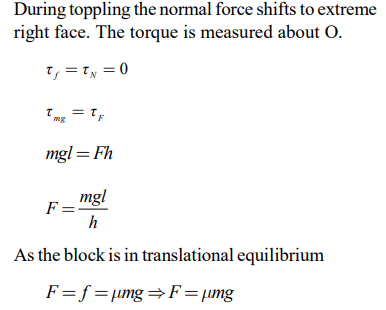 During toppling the normal force shifts to extreme
right face. The torque is measured about O.
τ_f = τ_N = 0
τ_mg = τ_F
mgl = Fh
F = mgl/h
As the block is in translational equilibrium
F = f = μmg ⇒ F = μmg